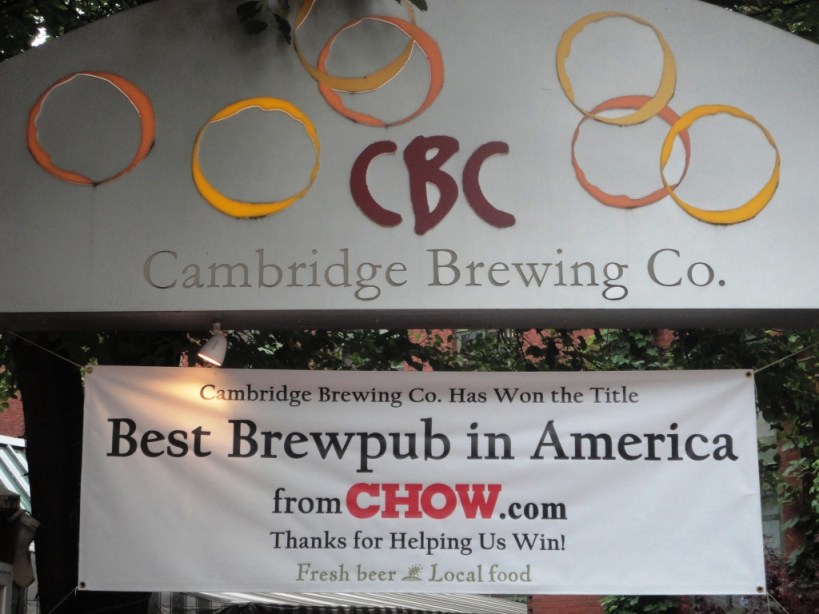 CBC
Cambridge Brewing Co.
Cambridge Brewing Co. Has Won the Title
Best Brewpub in America
from CHOW.com
Thanks for Helping Us Win!
Fresh beer Local food